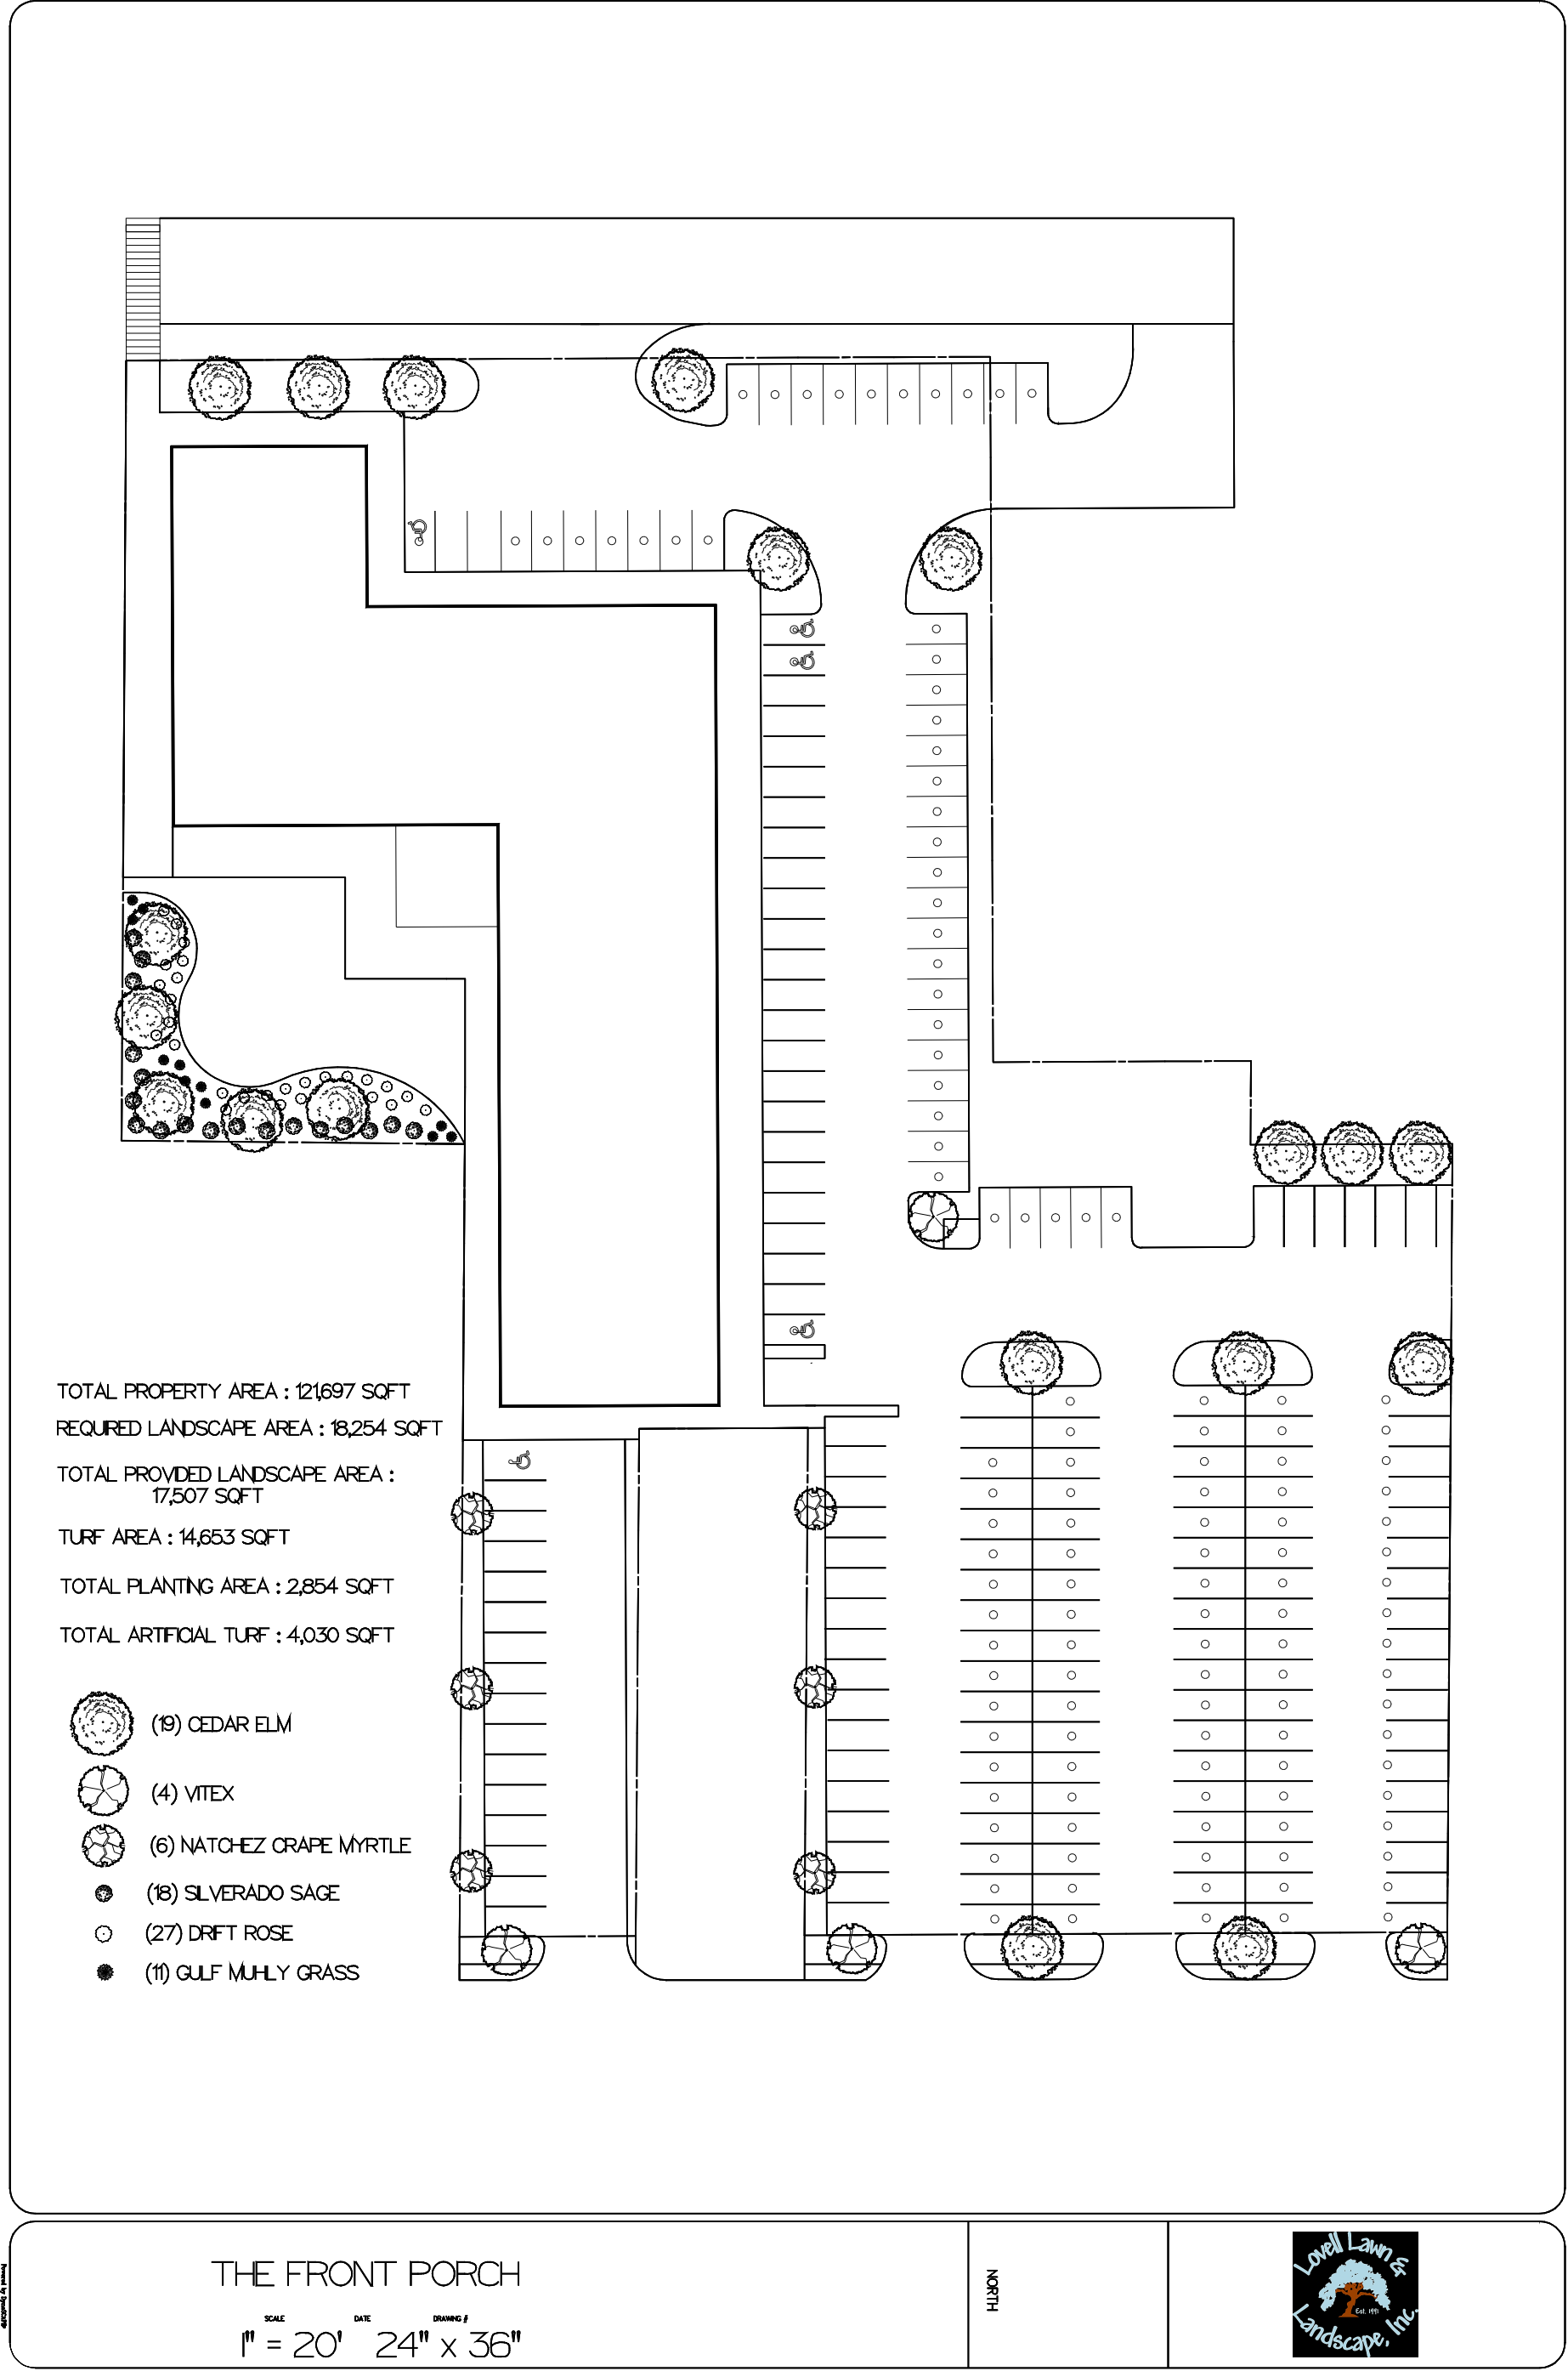 TOTAL PROPERTY AREA : 121,697 SQFT
REQUIRED LANDSCAPE AREA : 18,254 SQFT
TOTAL PROVIDED LANDSCAPE AREA :
17,507 SQFT
TURF AREA : 14,653 SQFT
TOTAL PLANTING AREA : 2,854 SQFT
TOTAL ARTIFICIAL TURF : 4,030 SQFT
(19) CEDAR ELM
(4) VITEX
(6) NATCHEZ CRAPE MYRTLE
(18) SILVERADO SAGE
(27) DRIFT ROSE
(11) GULF MUHLY GRASS
THE FRONT PORCH
SCALE DATE DRAWING #
1" = 20' 24" x 36"
NORTH
Lovell Lawn &
Est. 1991
Landscape, Inc.